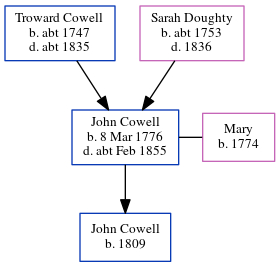 Troward Cowell
b. abt 1747
d. abt 1835
Sarah Doughty
b. abt 1753
d. 1836
John Cowell
b. 8 Mar 1776
d. abt Feb 1855
Mary
b. 1774
John Cowell
b. 1809